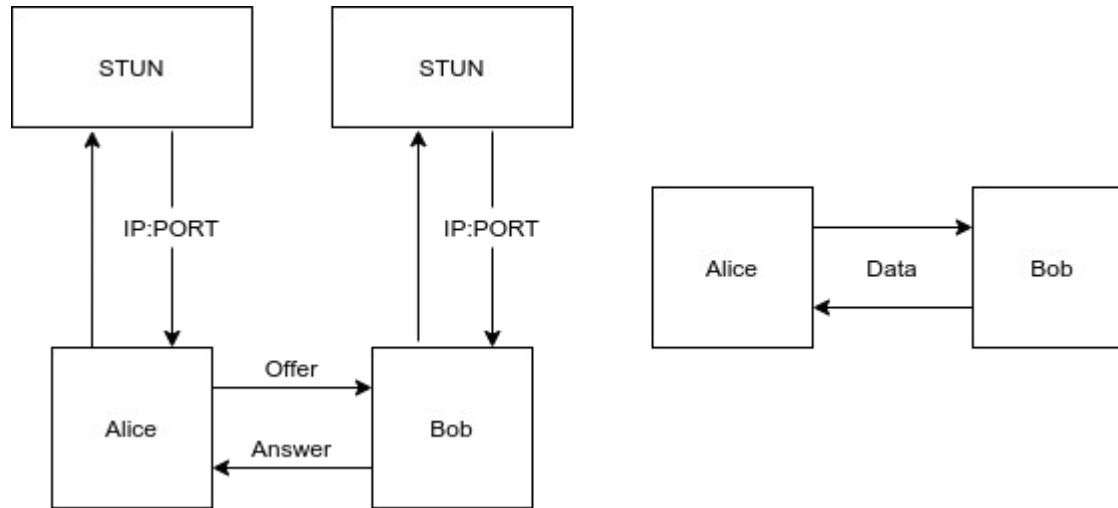 STUN
STUN
IP:PORT
IP:PORT
Alice
Data
Bob
Offer
Alice
Bob
Answer